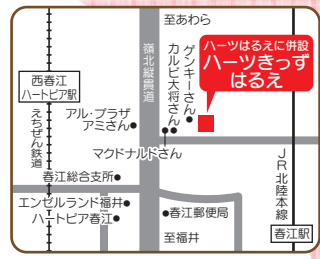 至あわら
嶺北縦貫道
ゲンキーさん
カルビ大将さん
ハーツはるえに併設
ハーツきっず
はるえ
西春江
ハートピア駅
えちぜん鉄道
アル・プラザ
アミさん
マクドナルドさん
JR北陸本線
春江総合支所
エンゼルランド福井
ハートピア春江
春江郵便局
至福井
春江駅